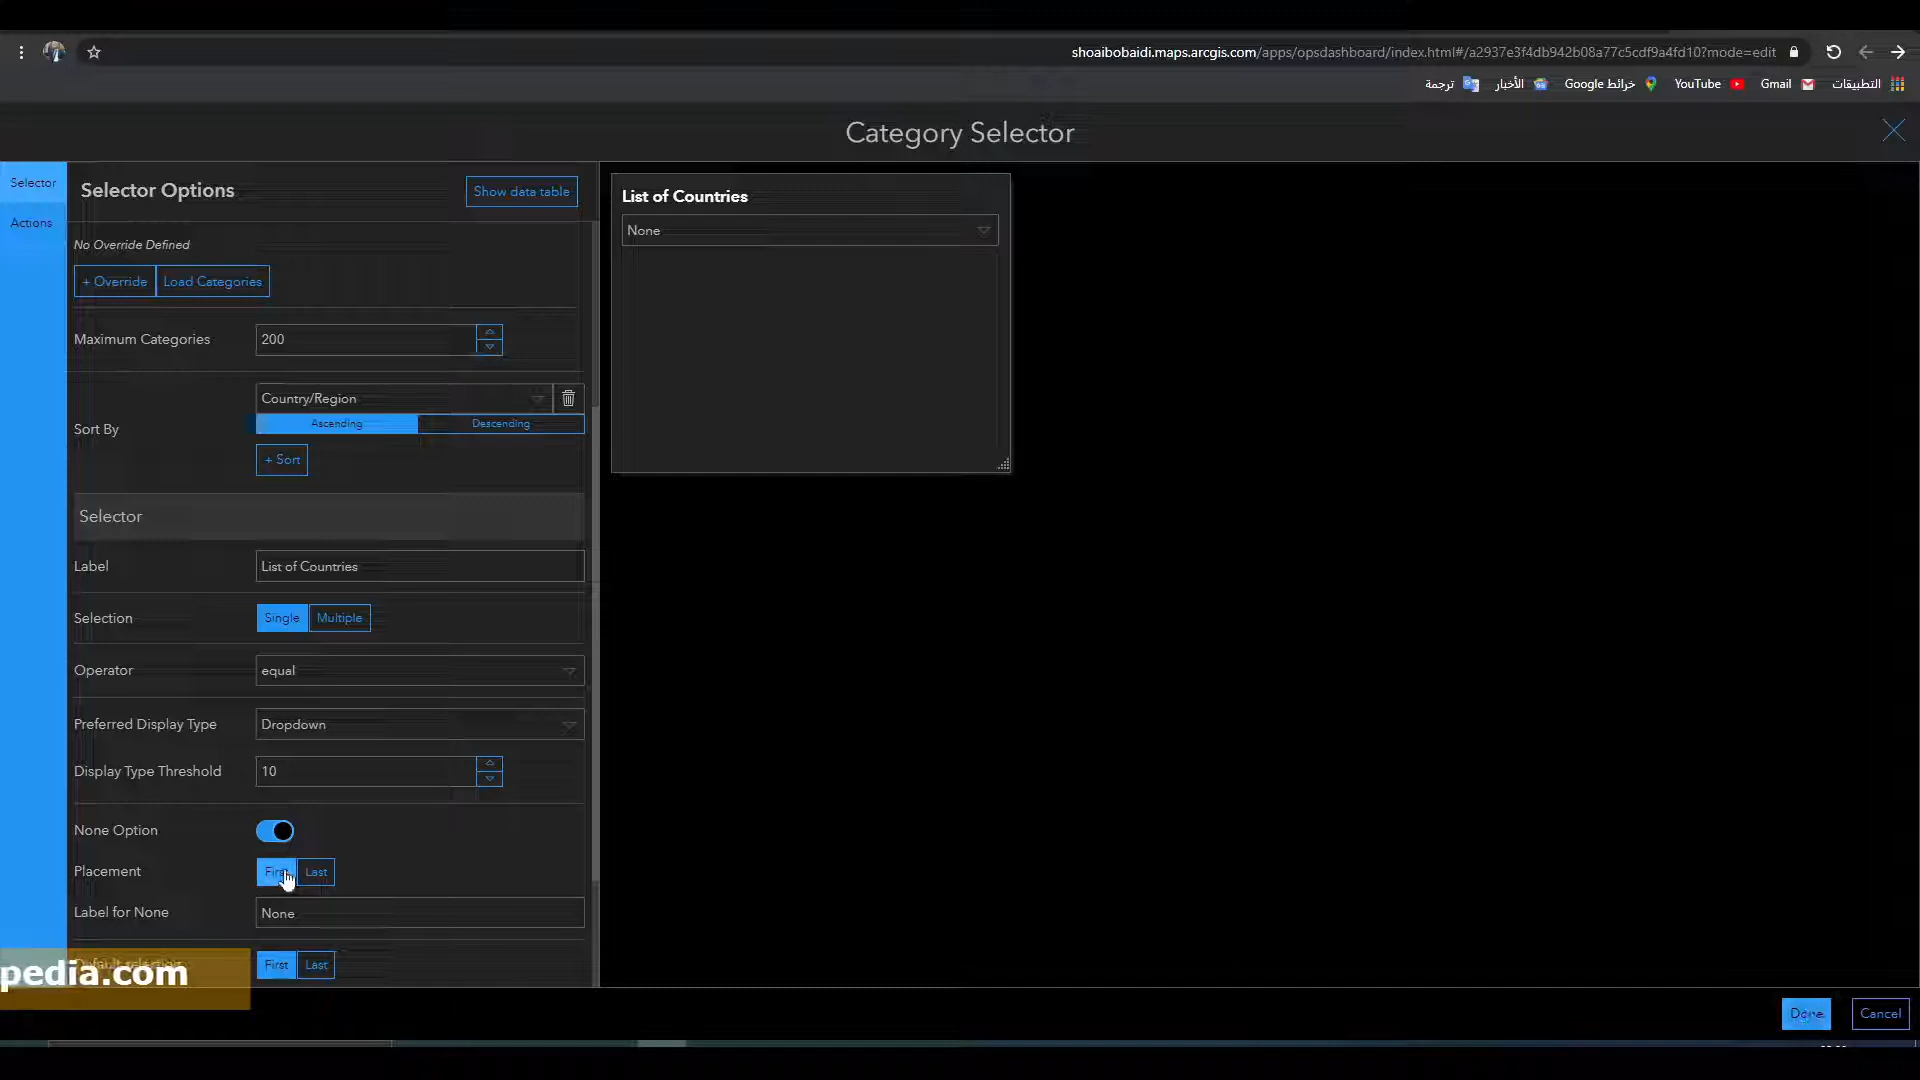 shoaibobaidi.maps.arcgis.com/apps/opsdashboard/index.html#/a2937e3f4db942b08a77c5cdf9a4fd10?mode=edit
ترجمة الأخبار خرائط Google YouTube Gmail التطبيقات
Category Selector
Selector
Actions
Selector Options
Show data table
No Override Defined
+ Override
Load Categories
Maximum Categories
200
Sort By
Country/Region
Ascending
Descending
+ Sort
Selector
Label
List of Countries
Selection
Single
Multiple
Operator
equal
Preferred Display Type
Dropdown
Display Type Threshold
10
None Option
Placement
First
Last
Label for None
None
Default selection
First
Last
pedia.com
List of Countries
None
Done
Cancel